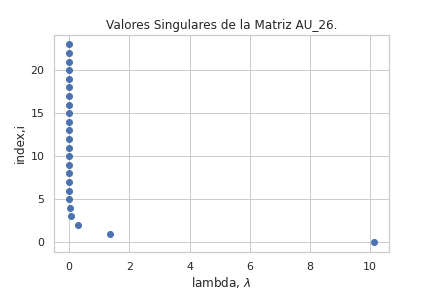 Valores Singulares de la Matriz AU_26.
index,i
20
15
10
5
0
0 2 4 6 8 10
lambda, λ